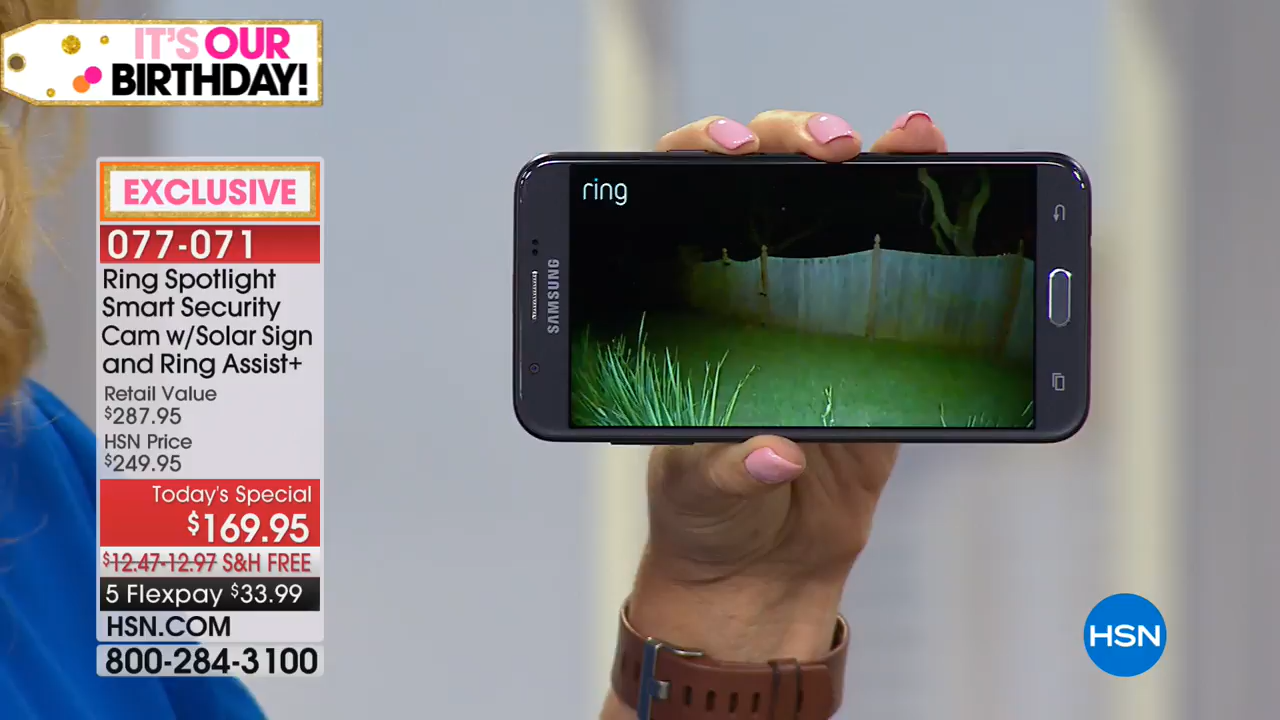 IT'S OUR
BIRTHDAY!
EXCLUSIVE
077-071
Ring Spotlight
Smart Security
Cam w/Solar Sign
and Ring Assist+
Retail Value
$287.95
HSN Price
$249.95
Today's Special
$169.95
$12.47-12.97 S&H FREE
5 Flexpay $33.99
HSN.COM
800-284-3100
ring
SAMSUNG
HSN